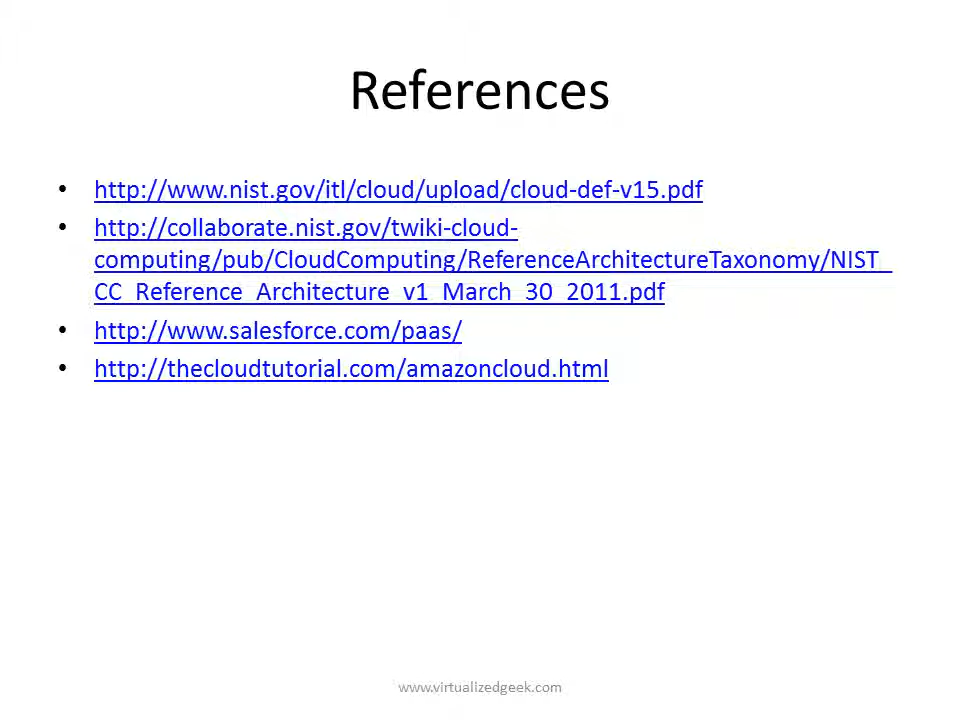 References
• http://www.nist.gov/itl/cloud/upload/cloud-def-v15.pdf
• http://collaborate.nist.gov/twiki-cloud-
computing/pub/CloudComputing/ReferenceArchitectureTaxonomy/NIST_
CC_Reference_Architecture_v1_March_30_2011.pdf
• http://www.salesforce.com/paas/
• http://thecloudtutorial.com/amazoncloud.html
www.virtualizedgeek.com